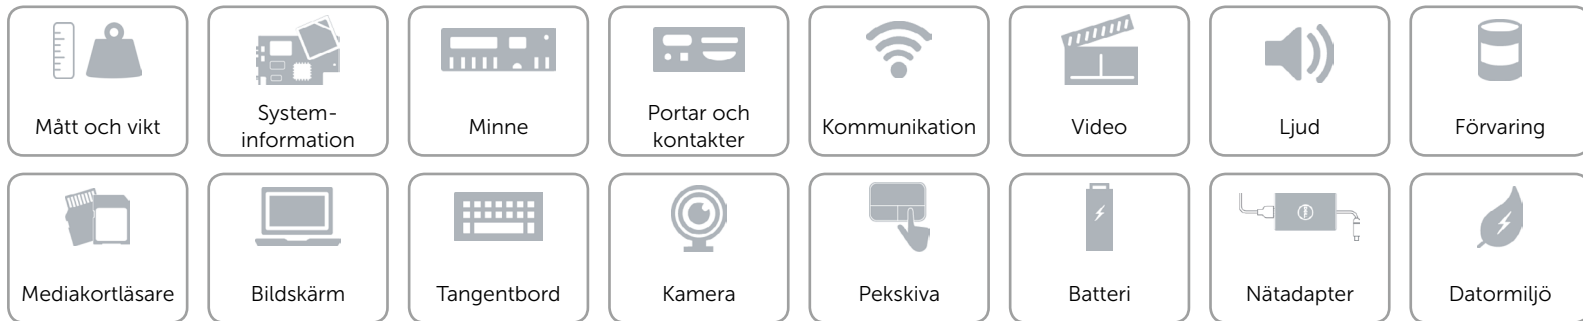 Mått och vikt
System-
information
Minne
Portar och
kontakter
Kommunikation
Video
Ljud
Förvaring
Mediakortläsare
Bildskärm
Tangentbord
Kamera
Pekskiva
Batteri
Nätadapter
Datormiljö